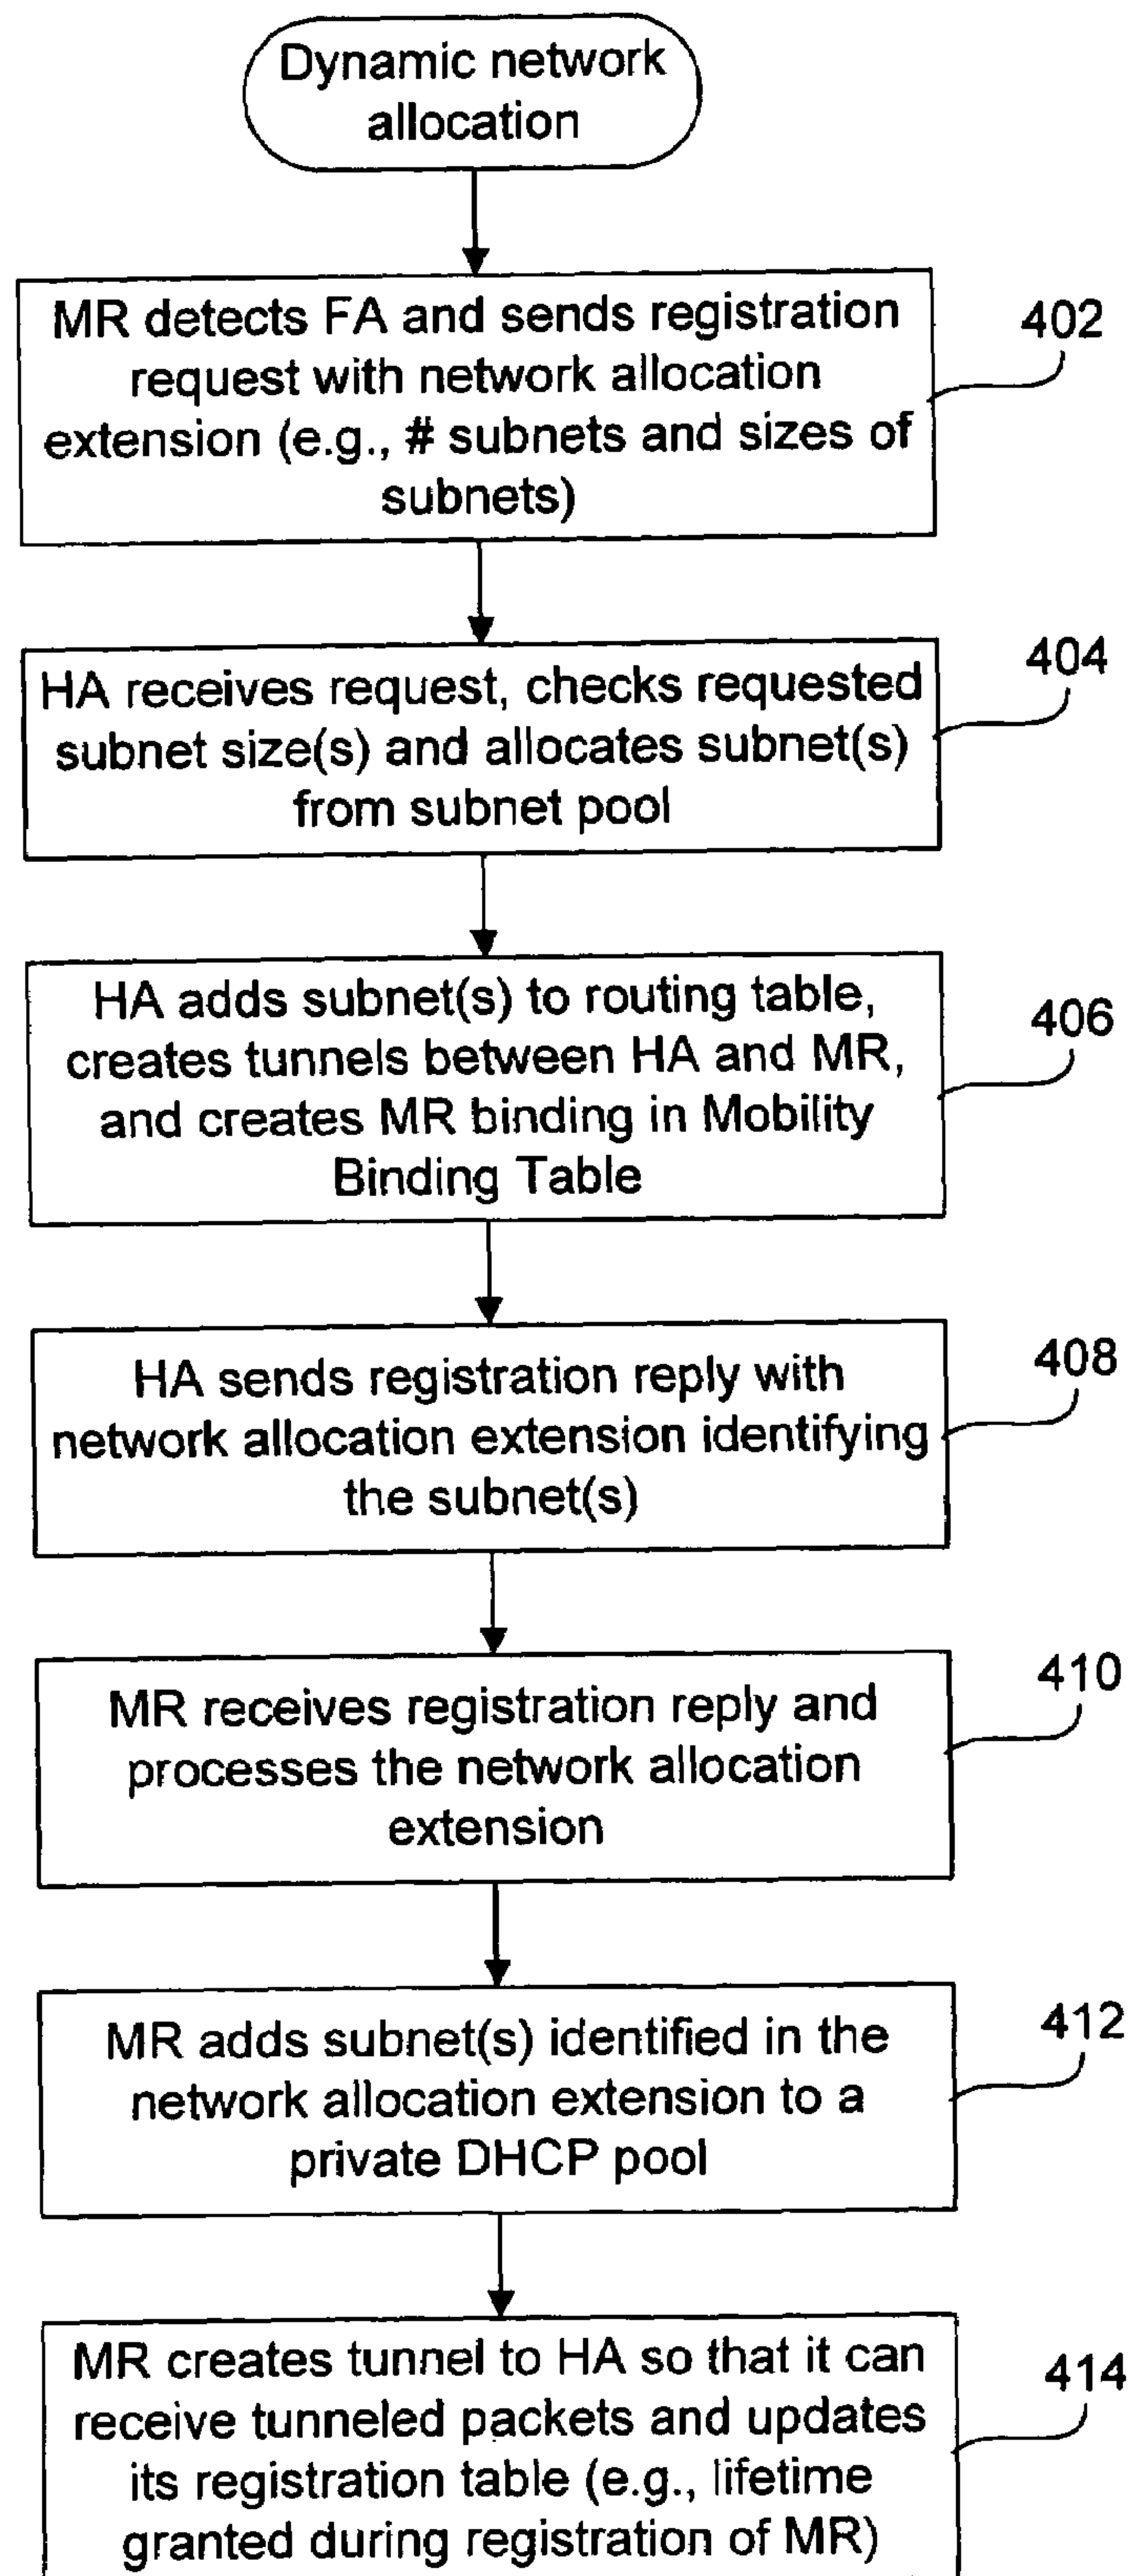 Dynamic network
allocation
MR detects FA and sends registration
request with network allocation
extension (e.g., # subnets and sizes of
subnets)
402
HA receives request, checks requested
subnet size(s) and allocates subnet(s)
from subnet pool
404
HA adds subnet(s) to routing table,
creates tunnels between HA and MR,
and creates MR binding in Mobility
Binding Table
406
HA sends registration reply with
network allocation extension identifying
the subnet(s)
408
MR receives registration reply and
processes the network allocation
extension
410
MR adds subnet(s) identified in the
network allocation extension to a
private DHCP pool
412
MR creates tunnel to HA so that it can
receive tunneled packets and updates
its registration table (e.g., lifetime
granted during registration of MR)
414